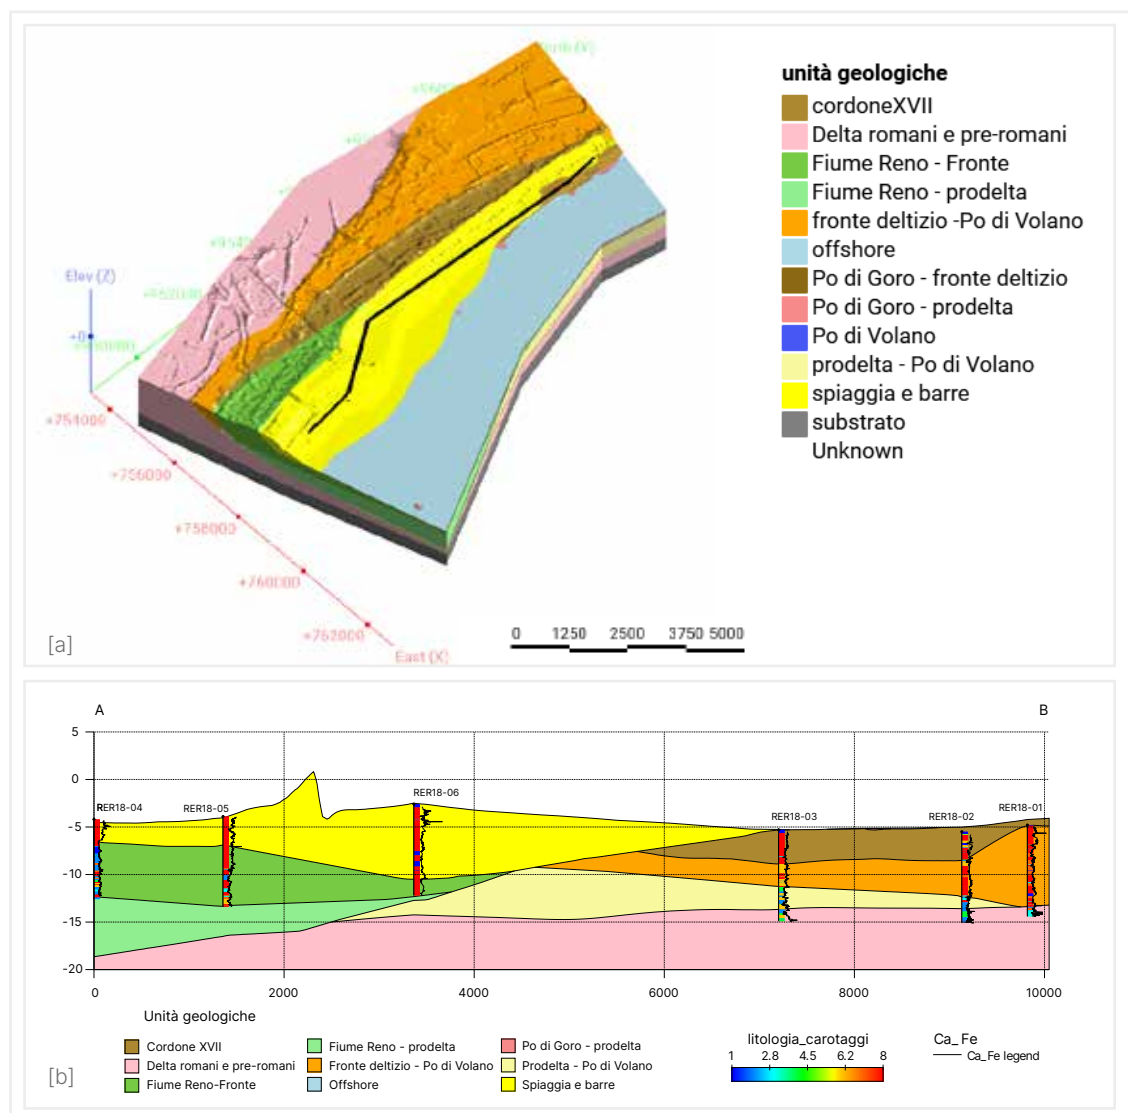 unità geologiche
cordoneXVII
Delta romani e pre-romani
Fiume Reno - Fronte
Fiume Reno - prodelta
fronte deltizio -Po di Volano
offshore
Po di Goro - fronte deltizio
Po di Goro - prodelta
Po di Volano
prodelta - Po di Volano
spiaggia e barre
substrato
Unknown
Elev (Z)
+0
+754000
+756000
+758000
+760000
+762000
East (X)
0 1250 2500 3750 5000
[a]
A B
5
0
-5
-10
-15
-20
RER18-04 RER18-05 RER18-06 RER18-03 RER18-02 RER18-01
0 2000 4000 6000 8000 10000
Unità geologiche
Cordone XVII
Delta romani e pre-romani
Fiume Reno-Fronte
Fiume Reno - prodelta
Fronte deltizio - Po di Volano
Offshore
Po di Goro - prodelta
Prodelta - Po di Volano
Spiaggie e barre
litologia_carotaggi
1 2.8 4.5 6.2 8
Ca_Fe
Ca_Fe legend
[b]